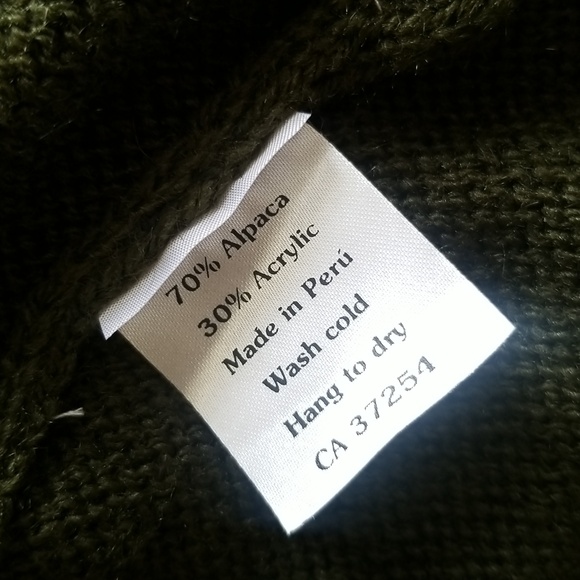 70% Alpaca
30% Acrylic
Made in Perú
Wash cold
Hang to dry
CA 37254